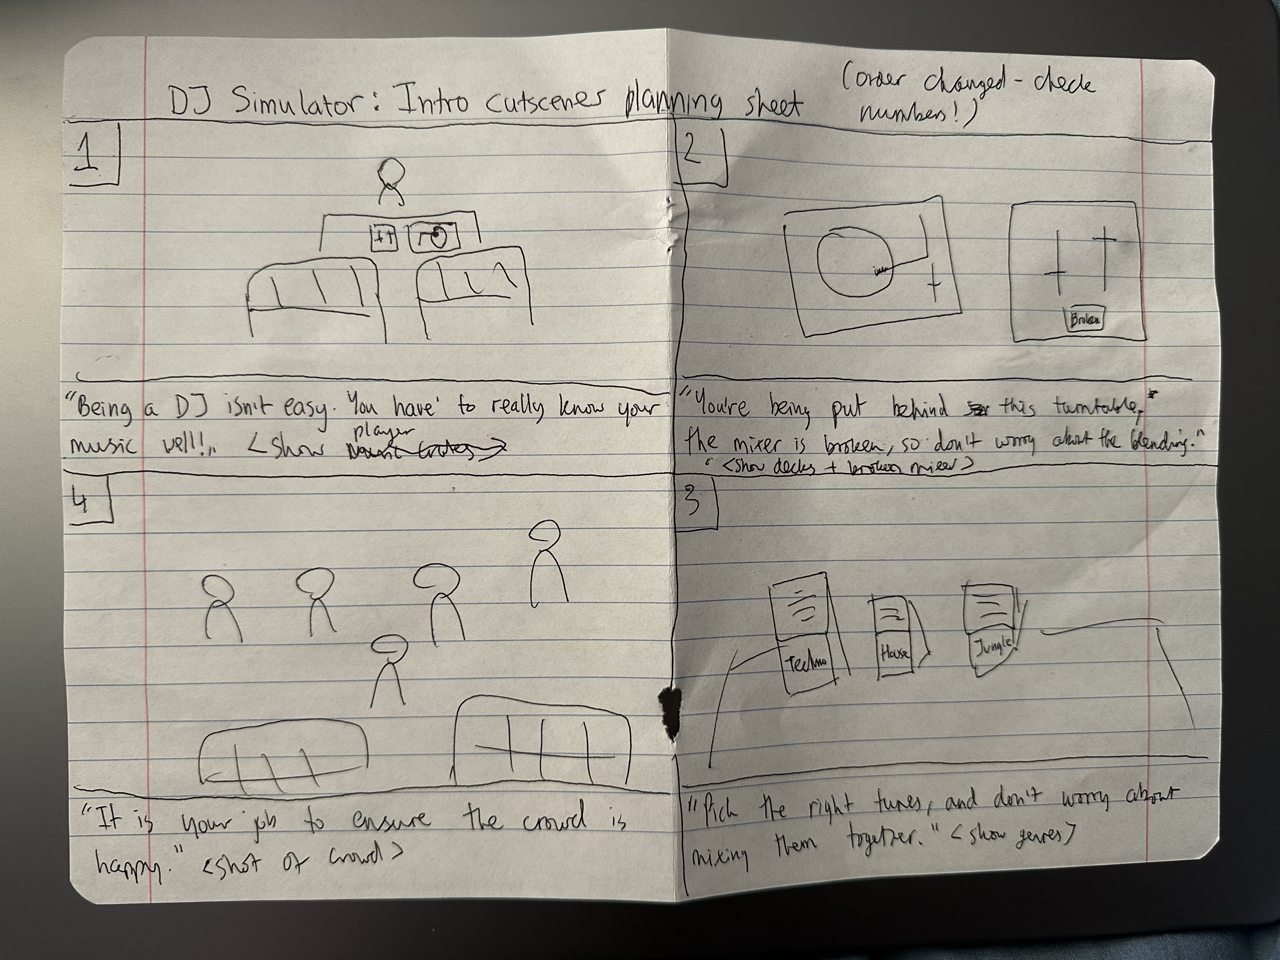 DJ Simulator: Intro cutscenes planning sheet
(order changed - check
numbers!)
1
"Being a DJ isn't easy. You have to really know your
music well!" <show player
2
Broken
"You're being put behind this turntable,
the mixer is broken, so don't worry about the blending."
<show decks + broken mixer>
4
"It is your job to ensure the crowd is
happy." <shot of crowd>
3
Techno
House
Jungle
"Pick the right tunes, and don't worry about
mixing them together." <show genres>